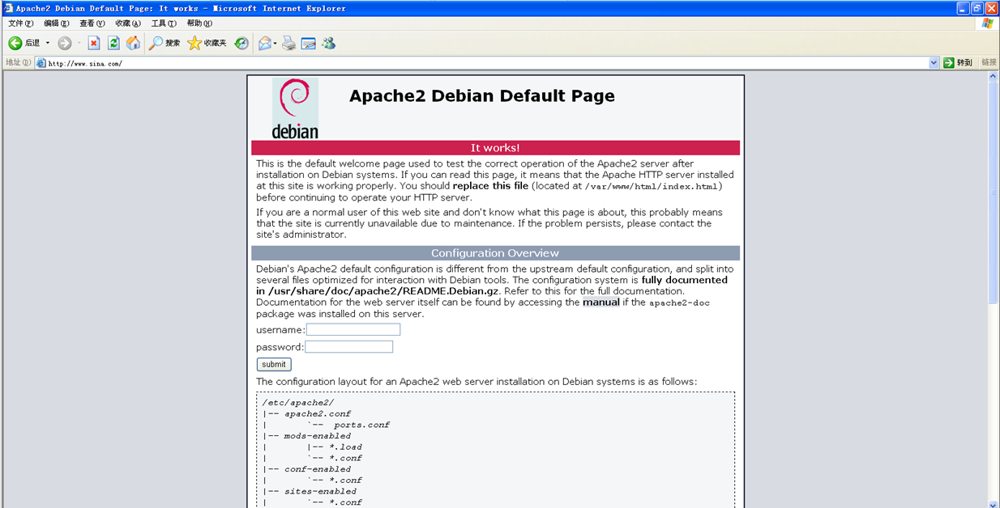 Apache2 Debian Default Page: It works - Microsoft Internet Explorer
文件(F) 编辑(E) 查看(V) 收藏(A) 工具(T) 帮助(H)
后退 搜索 收藏夹
地址(D) http://www.sina.com/ 转到 链接
debian
Apache2 Debian Default Page
It works!
This is the default welcome page used to test the correct operation of the Apache2 server after
installation on Debian systems. If you can read this page, it means that the Apache HTTP server installed
at this site is working properly. You should replace this file (located at /var/www/html/index.html)
before continuing to operate your HTTP server.
If you are a normal user of this web site and don't know what this page is about, this probably means
that the site is currently unavailable due to maintenance. If the problem persists, please contact the
site's administrator.
Configuration Overview
Debian's Apache2 default configuration is different from the upstream default configuration, and split into
several files optimized for interaction with Debian tools. The configuration system is fully documented
in /usr/share/doc/apache2/README.Debian.gz. Refer to this for the full documentation.
Documentation for the web server itself can be found by accessing the manual if the apache2-doc
package was installed on this server.
username:
password:
submit
The configuration layout for an Apache2 web server installation on Debian systems is as follows:
/etc/apache2/
|-- apache2.conf
| `-- ports.conf
|-- mods-enabled
| |-- *.load
| `-- *.conf
|-- conf-enabled
| `-- *.conf
|-- sites-enabled
| `-- *.conf